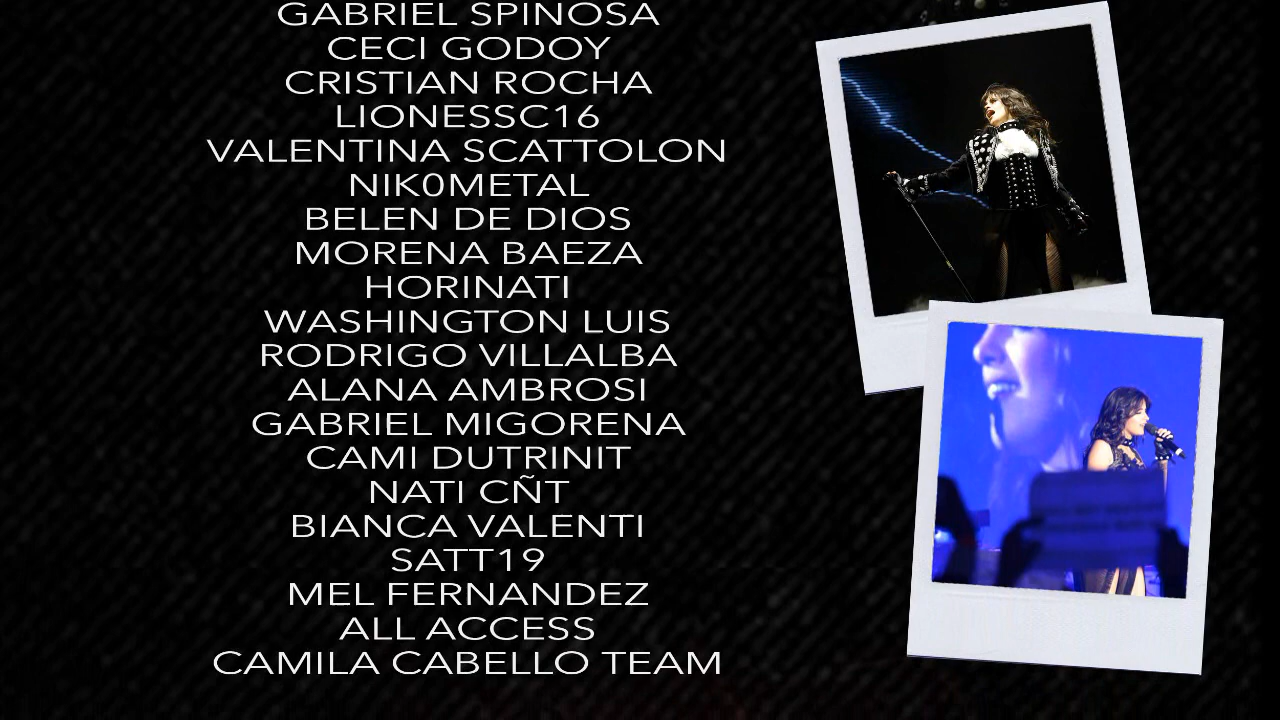 GABRIEL SPINOSA
CECI GODOY
CRISTIAN ROCHA
LIONESSC16
VALENTINA SCATTOLON
NIK0METAL
BELEN DE DIOS
MORENA BAEZA
HORINATI
WASHINGTON LUIS
RODRIGO VILLALBA
ALANA AMBROSI
GABRIEL MIGORENA
CAMI DUTRINIT
NATI CÑT
BIANCA VALENTI
SATT19
MEL FERNANDEZ
ALL ACCESS
CAMILA CABELLO TEAM